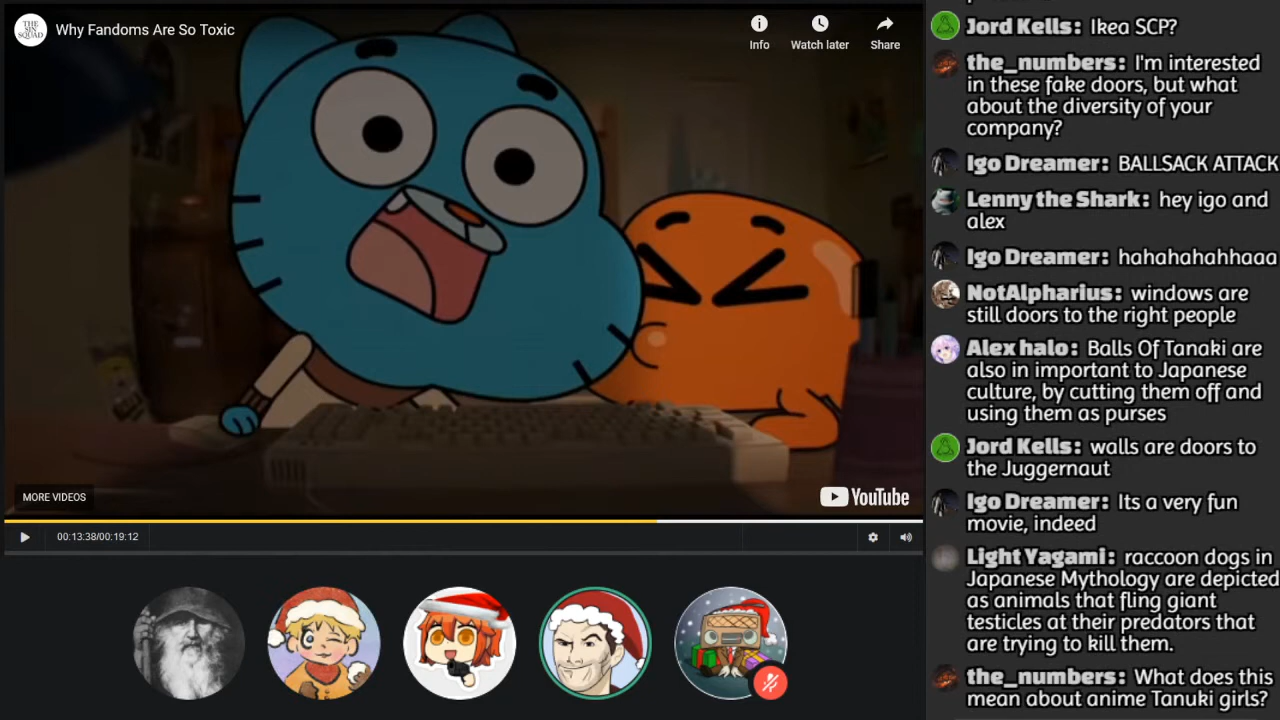 THE SIN SQUAD
Why Fandoms Are So Toxic
Info
Watch later
Share
MORE VIDEOS
YouTube
00:13:38/00:19:12
Jord Kells: Ikea SCP?
the_numbers: I'm interested
in these fake doors, but what
about the diversity of your
company?
Igo Dreamer: BALLSACK ATTACK
Lenny the Shark: hey igo and
alex
Igo Dreamer: hahahahahhaaa
NotAlpharius: windows are
still doors to the right people
Alex halo: Balls Of Tanaki are
also in important to Japanese
culture, by cutting them off and
using them as purses
Jord Kells: walls are doors to
the Juggernaut
Igo Dreamer: Its a very fun
movie, indeed
Light Yagami: raccoon dogs in
Japanese Mythology are depicted
as animals that fling giant
testicles at their predators that
are trying to kill them.
the_numbers: What does this
mean about anime Tanuki girls?